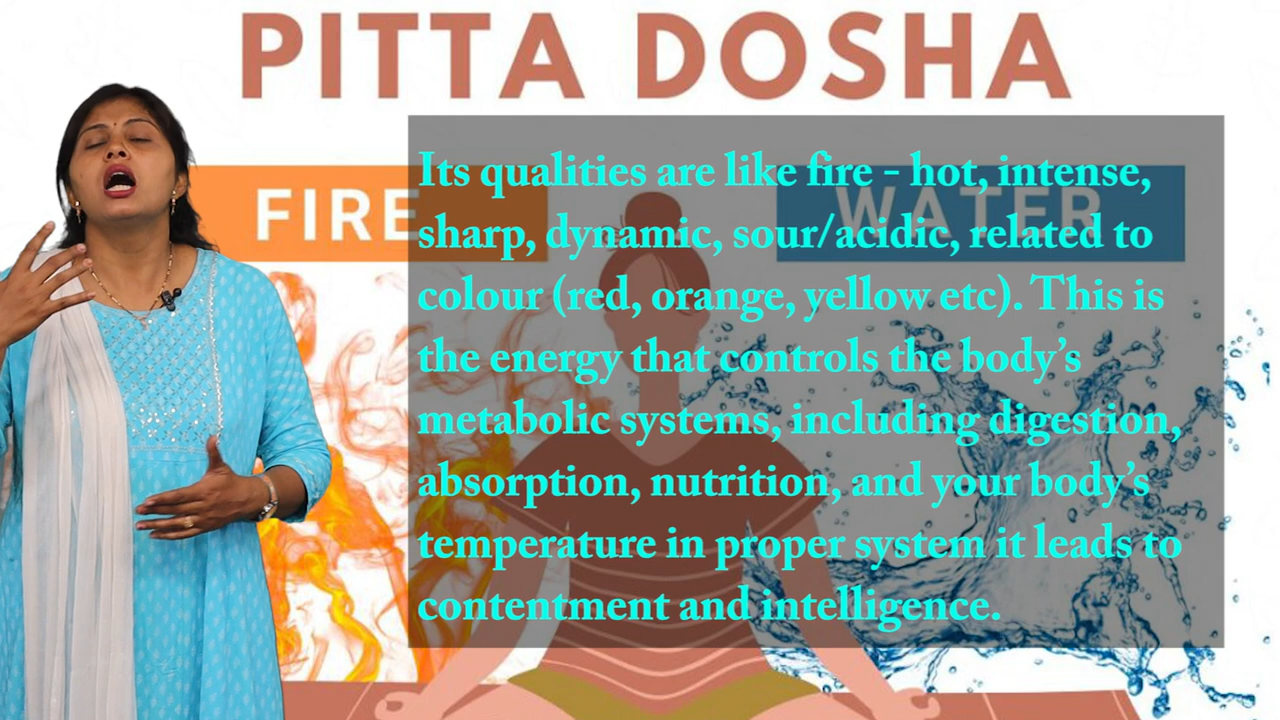 PITTA DOSHA
FIRE
WATER
Its qualities are like fire - hot, intense,
sharp, dynamic, sour/acidic, related to
colour (red, orange, yellow etc). This is
the energy that controls the body's
metabolic systems, including digestion,
absorption, nutrition, and your body's
temperature in proper system it leads to
contentment and intelligence.